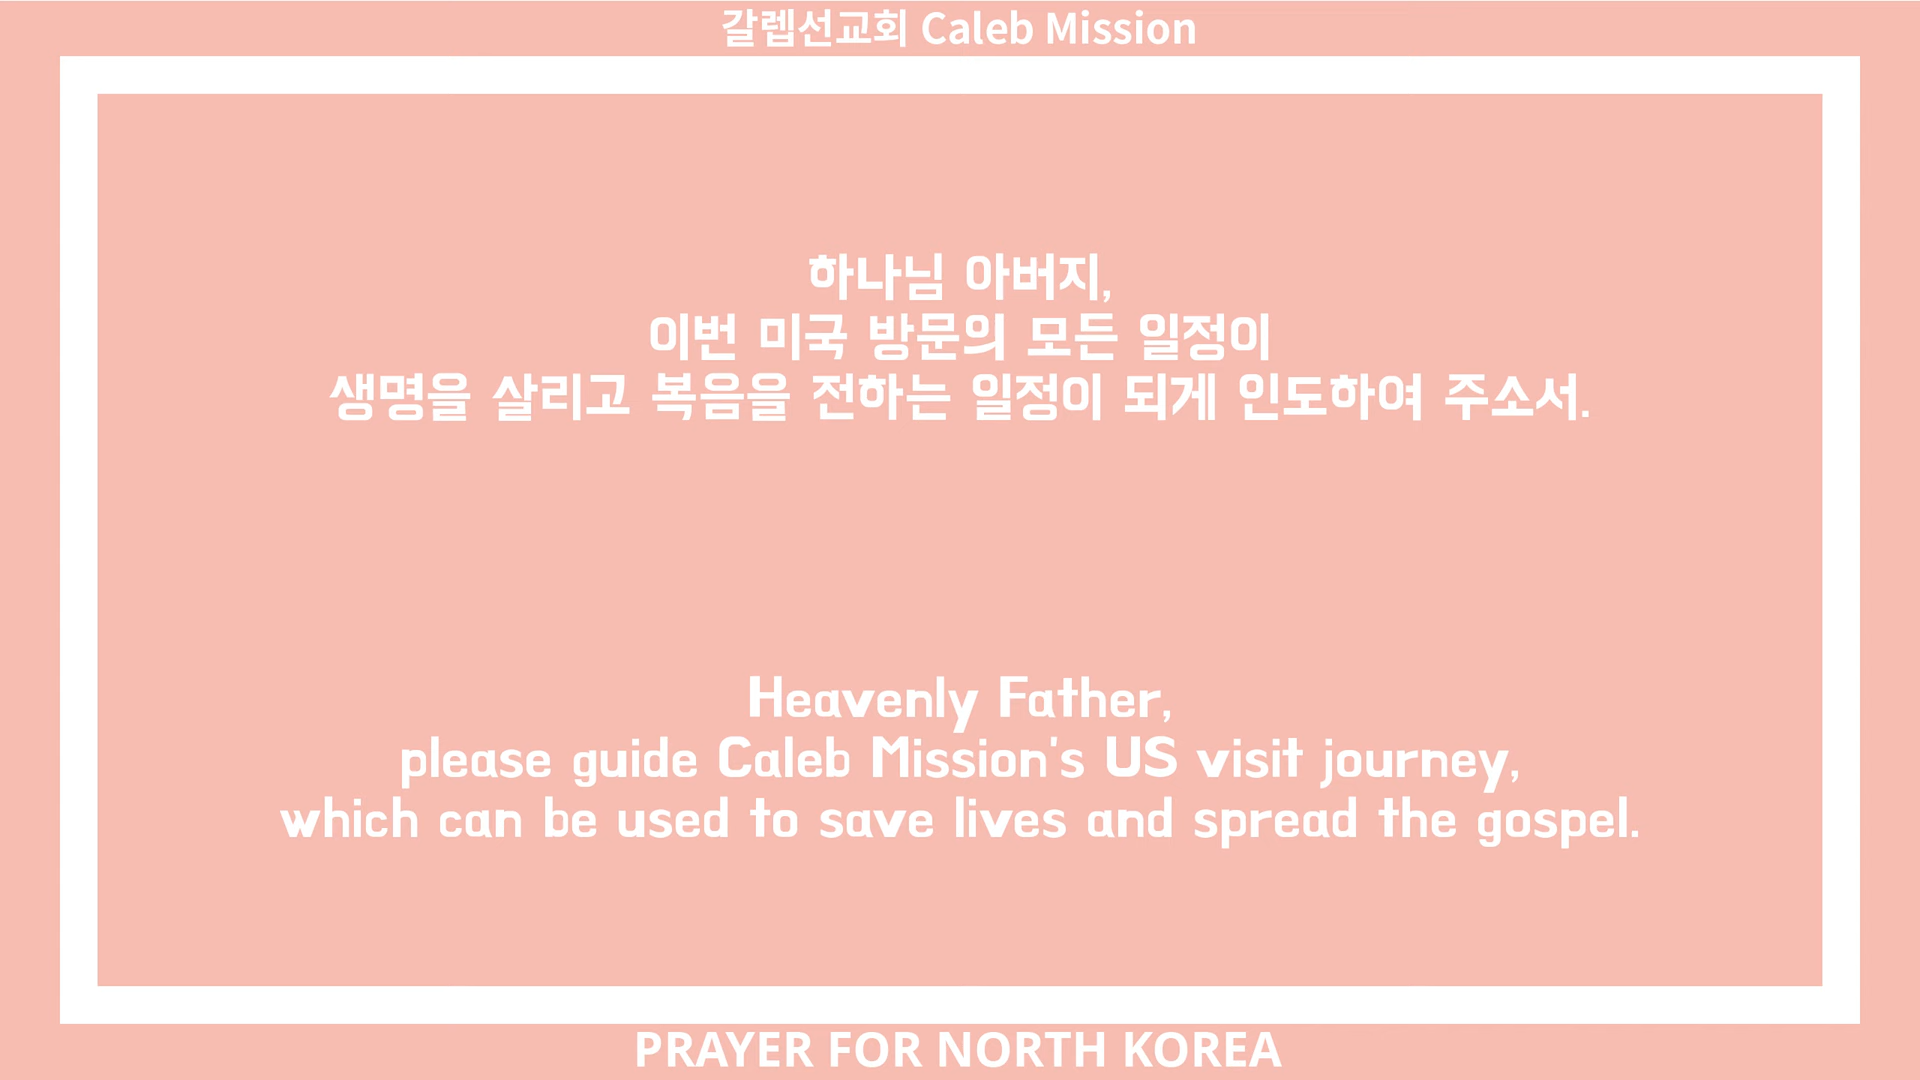 갈렙선교회 Caleb Mission
하나님 아버지,
이번 미국 방문의 모든 일정이
생명을 살리고 복음을 전하는 일정이 되게 인도하여 주소서.
Heavenly Father,
please guide Caleb Mission's US visit journey,
which can be used to save lives and spread the gospel.
PRAYER FOR NORTH KOREA